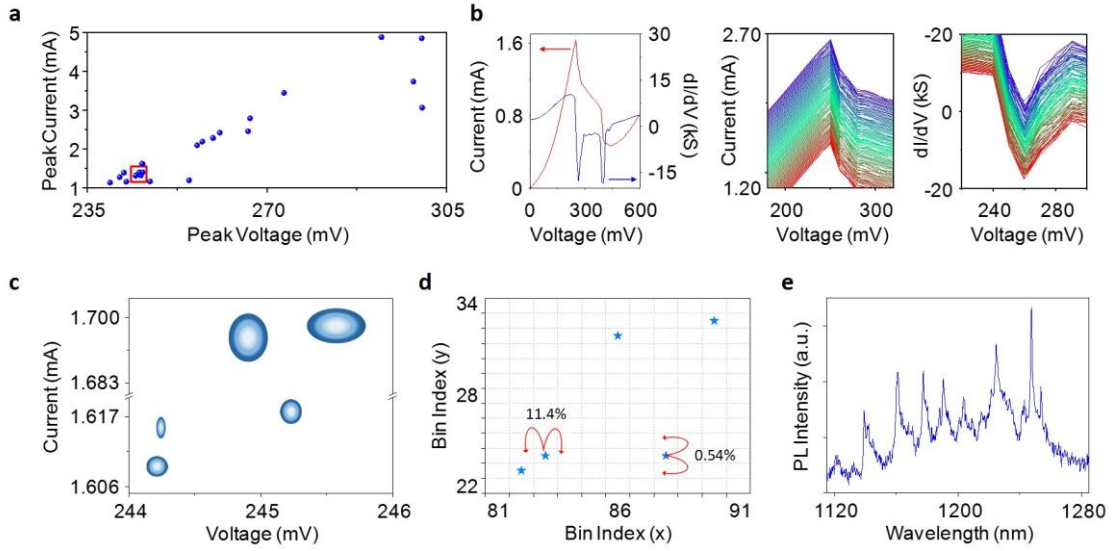 a
5
4
3
2
1
Peak Current (mA)
235
270
305
Peak Voltage (mV)
b
1.6
0.8
0
Current (mA)
30
15
0
-15
dI/dV (kS)
0
300
600
Voltage (mV)
2.70
1.20
Current (mA)
200
300
Voltage (mV)
-20
0
-20
dI/dV (kS)
240
280
Voltage (mV)
c
1.700
1.683
1.617
1.606
Current (mA)
244
245
246
Voltage (mV)
d
34
28
22
Bin Index (y)
11.4%
0.54%
81
86
91
Bin Index (x)
e
PL Intensity (a.u.)
1120
1200
1280
Wavelength (nm)